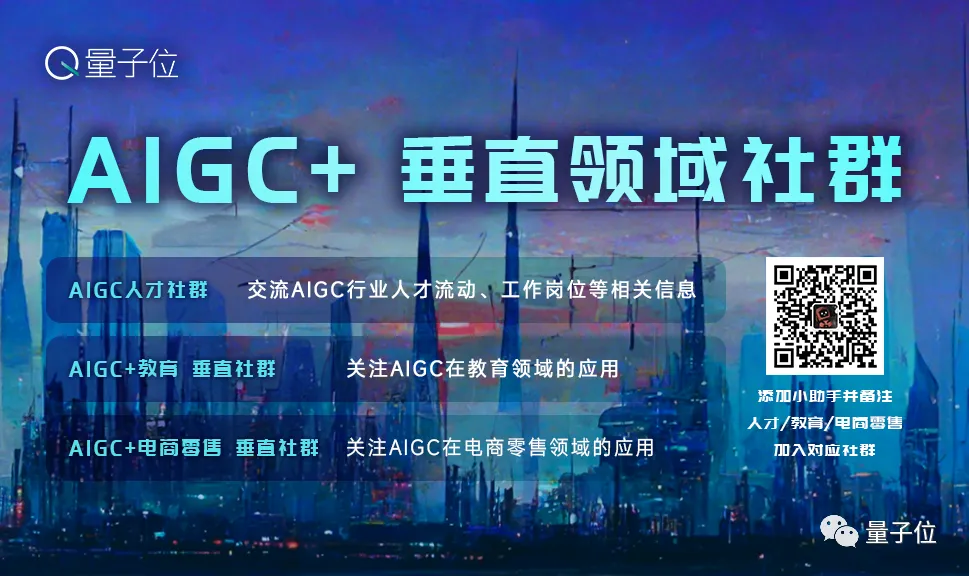 量子位
AIGC+ 垂直领域社群
AIGC人才社群 交流AIGC行业人才流动、工作岗位等相关信息
AIGC+教育 垂直社群 关注AIGC在教育领域的应用
AIGC+电商零售 垂直社群 关注AIGC在电商零售领域的应用
添加小助手并备注
人才/教育/电商零售
加入对应社群
量子位